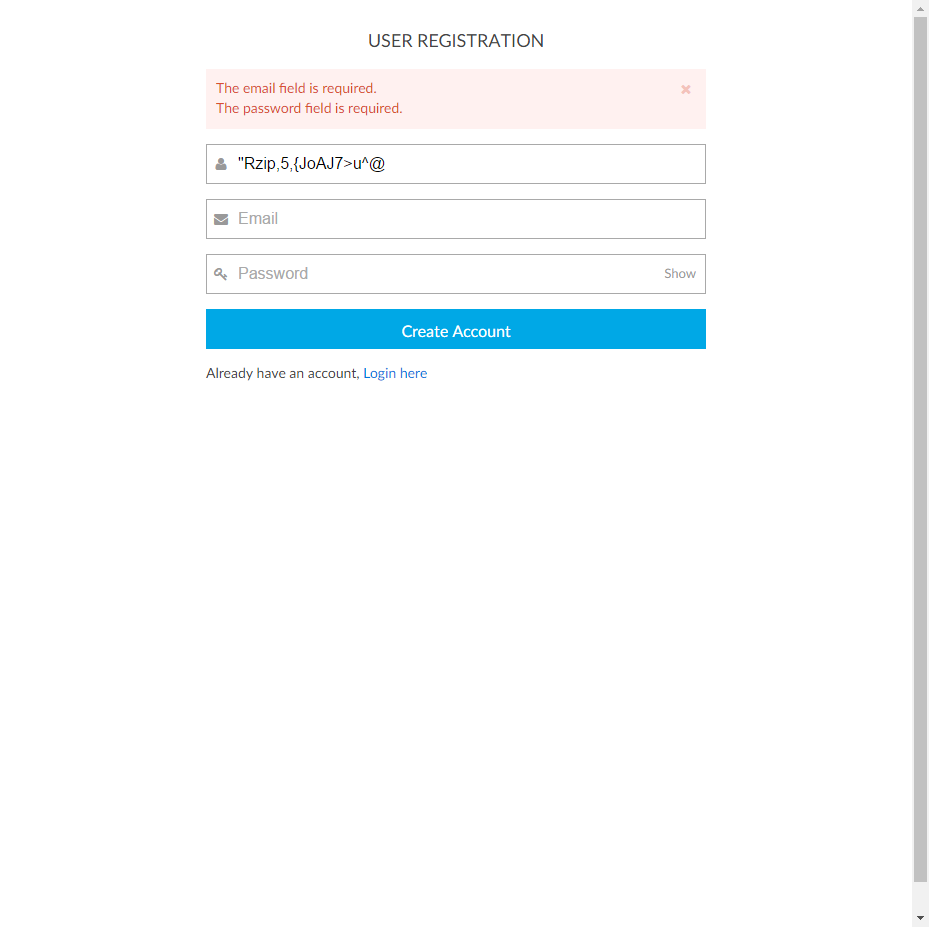 USER REGISTRATION
The email field is required.
The password field is required.
"Rzip,5,{JoAJ7>u^@
Email
Password Show
Create Account
Already have an account, Login here